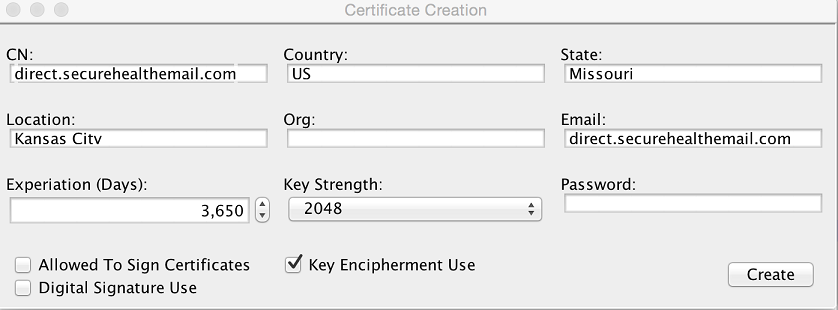 Certificate Creation
CN: Country: State:
direct.securehealthemail.com US Missouri
Location: Org: Email:
Kansas City direct.securehealthemail.com
Experiation (Days): Key Strength: Password:
3,650 2048
Allowed To Sign Certificates Key Encipherment Use
Digital Signature Use
Create